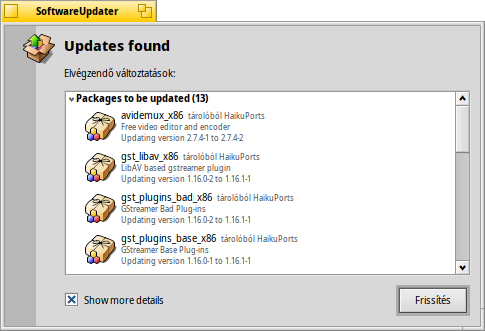 SoftwareUpdater
Updates found
Elvégzendő változtatások:
Packages to be updated (13)
avidemux_x86 tárolóból HaikuPorts
Free video editor and encoder
Updating version 2.7.4-1 to 2.7.4-2
gst_libav_x86 tárolóból HaikuPorts
LibAV based gstreamer plugin
Updating version 1.16.0-2 to 1.16.1-1
gst_plugins_bad_x86 tárolóból HaikuPorts
GStreamer Bad Plug-ins
Updating version 1.16.0-2 to 1.16.1-1
gst_plugins_base_x86 tárolóból HaikuPorts
GStreamer Base Plug-ins
Updating version 1.16.0-1 to 1.16.1-1
Show more details
Frissítés